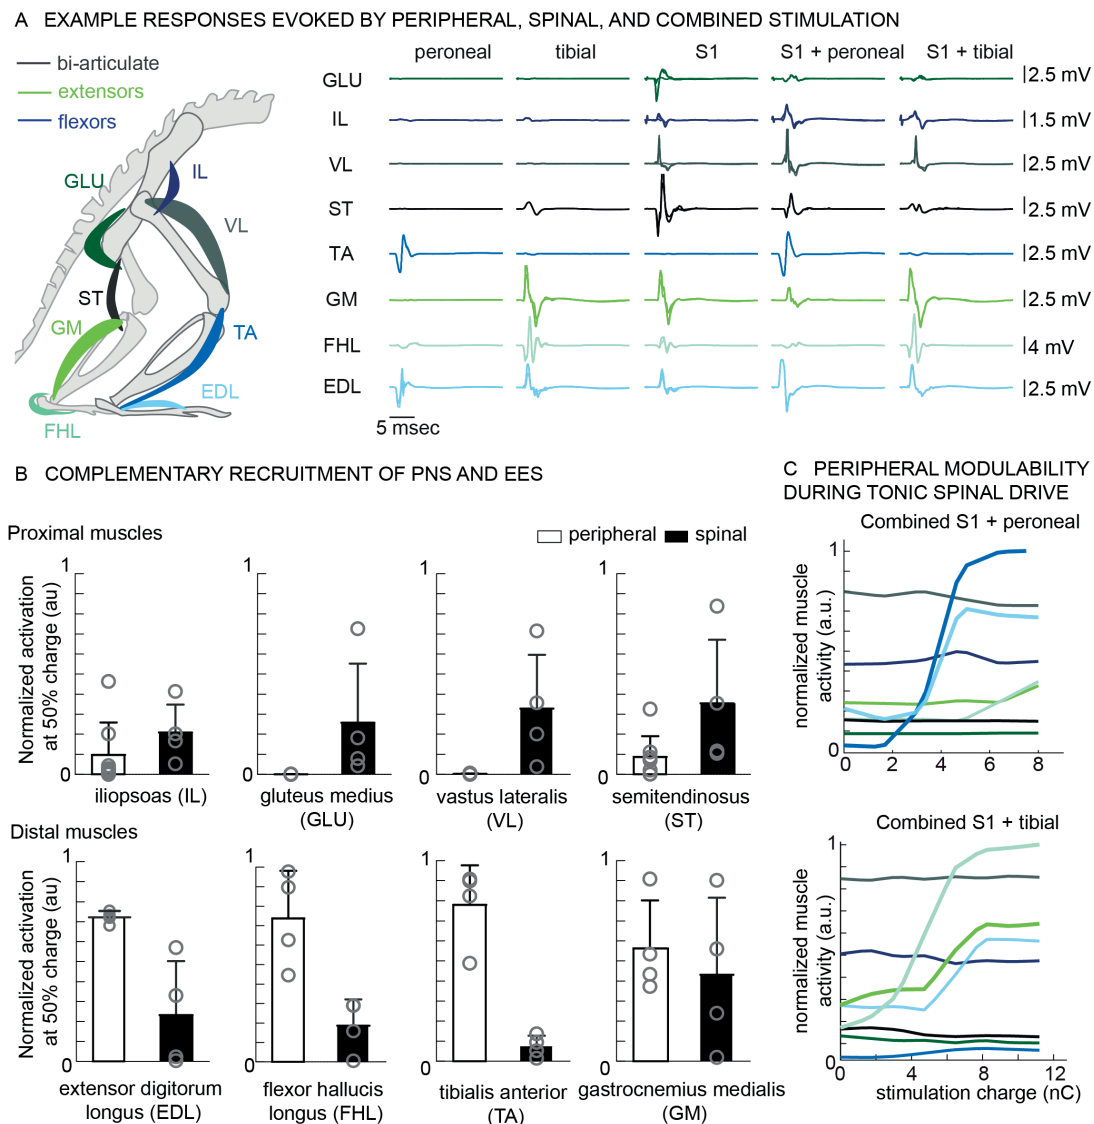 A EXAMPLE RESPONSES EVOKED BY PERIPHERAL, SPINAL, AND COMBINED STIMULATION
peroneal tibial S1 S1 + peroneal S1 + tibial
bi-articulate
extensors
flexors
GLU
IL
VL
ST
GM
TA
EDL
FHL
GLU 2.5 mV
IL 1.5 mV
VL 2.5 mV
ST 2.5 mV
TA 2.5 mV
GM 2.5 mV
FHL 4 mV
EDL 2.5 mV
5 msec
B COMPLEMENTARY RECRUITMENT OF PNS AND EES
Proximal muscles
peripheral spinal
Normalized activation
at 50% charge (au)
1 1 1 1
0 0 0 0
iliopsoas (IL)
gluteus medius
(GLU)
vastus lateralis
(VL)
semitendinosus
(ST)
Distal muscles
Normalized activation
at 50% charge (au)
1 1 1 1
0 0 0 0
extensor digitorum
longus (EDL)
flexor hallucis
longus (FHL)
tibialis anterior
(TA)
gastrocnemius medialis
(GM)
C PERIPHERAL MODULABILITY
DURING TONIC SPINAL DRIVE
Combined S1 + peroneal
normalized muscle
activity (a.u.)
1
0
0 2 4 6 8
Combined S1 + tibial
normalized muscle
activity (a.u.)
1
0
0 4 8 12
stimulation charge (nC)